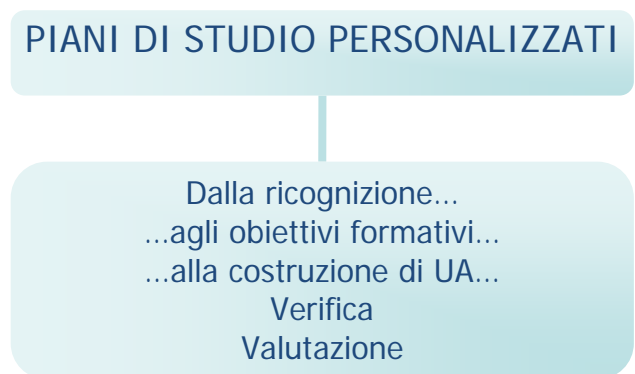 PIANI DI STUDIO PERSONALIZZATI
Dalla ricognizione...
...agli obiettivi formativi...
...alla costruzione di UA...
Verifica
Valutazione